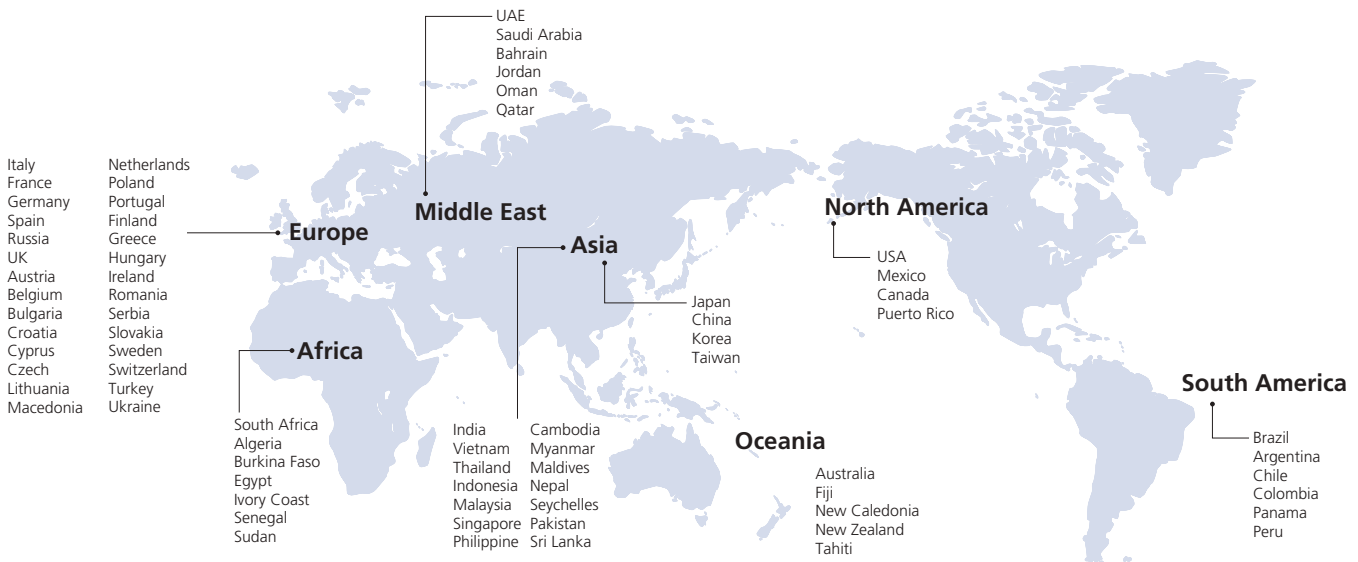 UAE
Saudi Arabia
Bahrain
Jordan
Oman
Qatar
Middle East
Italy
France
Germany
Spain
Russia
UK
Austria
Belgium
Bulgaria
Croatia
Cyprus
Czech
Lithuania
Macedonia
Netherlands
Poland
Portugal
Finland
Greece
Hungary
Ireland
Romania
Serbia
Slovakia
Sweden
Switzerland
Turkey
Ukraine
Europe
Africa
South Africa
Algeria
Burkina Faso
Egypt
Ivory Coast
Senegal
Sudan
Asia
India
Vietnam
Thailand
Indonesia
Malaysia
Singapore
Philippine
Cambodia
Myanmar
Maldives
Nepal
Seychelles
Pakistan
Sri Lanka
Japan
China
Korea
Taiwan
Oceania
Australia
Fiji
New Caledonia
New Zealand
Tahiti
North America
USA
Mexico
Canada
Puerto Rico
South America
Brazil
Argentina
Chile
Colombia
Panama
Peru